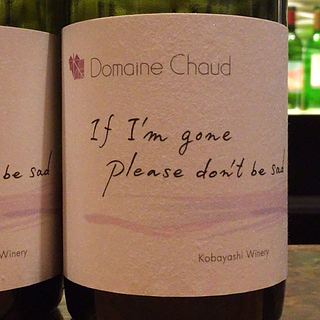 Domaine Chaud
If I'm gone
please don't be sad
Kobayashi Winery
be sad
Winery